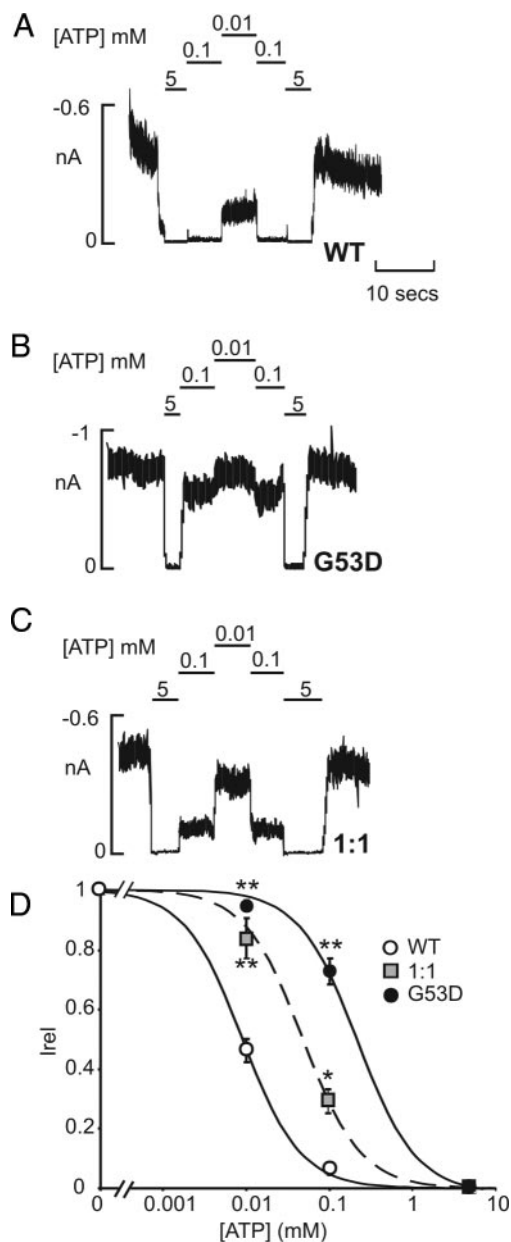 A
[ATP] mM
0.01
0.1 0.1
5 5
-0.6
nA
0
WT
10 secs
B
[ATP] mM
0.01
0.1 0.1
5 5
-1
nA
0
G53D
C
[ATP] mM
0.01
0.1 0.1
5 5
-0.6
nA
0
1:1
D
1
0.8
0.6
0.4
0.2
0
Irel
**
**
**
*
WT
1:1
G53D
0 0.001 0.01 0.1 1 10
[ATP] (mM)